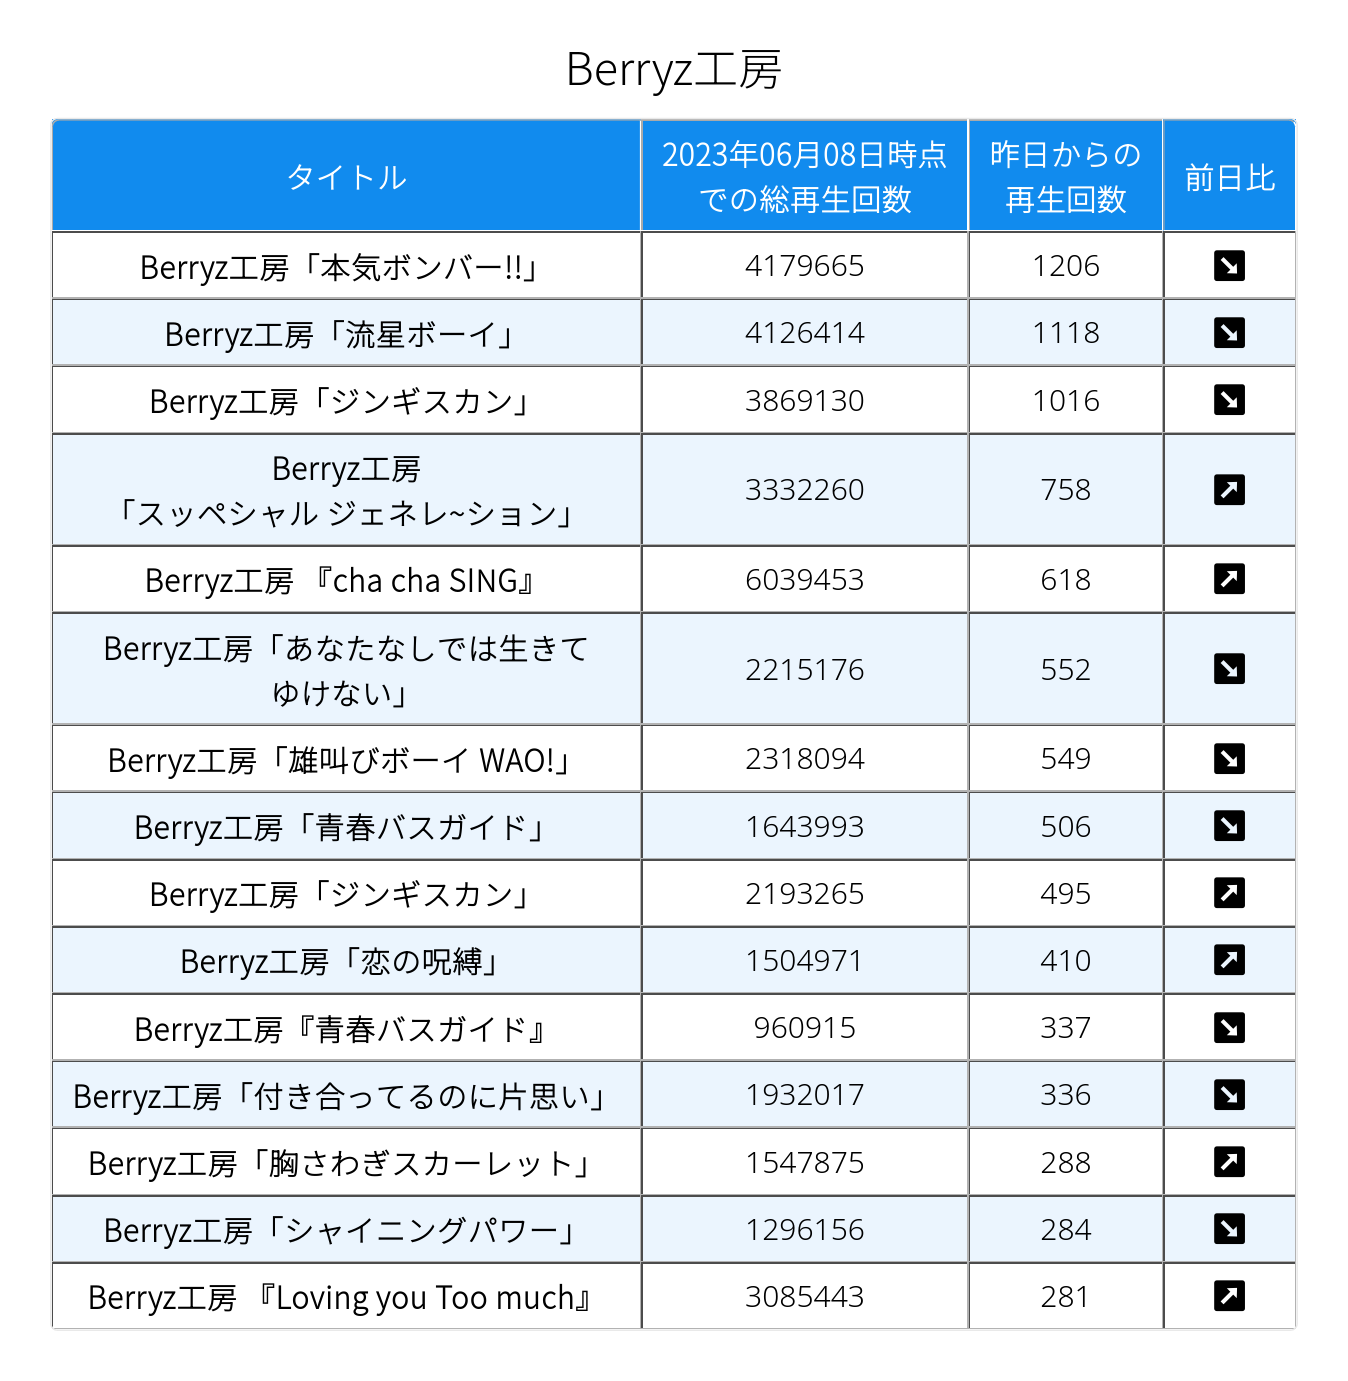 Berryz工房
タイトル
2023年06月08日時点
での総再生回数
昨日からの
再生回数
前日比
Berryz工房「本気ボンバー!!」 4179665 1206
Berryz工房「流星ボーイ」 4126414 1118
Berryz工房「ジンギスカン」 3869130 1016
Berryz工房
「スッペシャル ジェネレ~ション」 3332260 758
Berryz工房 『cha cha SING』 6039453 618
Berryz工房「あなたなしでは生きて
ゆけない」 2215176 552
Berryz工房「雄叫びボーイ WAO!」 2318094 549
Berryz工房「青春バスガイド」 1643993 506
Berryz工房「ジンギスカン」 2193265 495
Berryz工房「恋の呪縛」 1504971 410
Berryz工房『青春バスガイド』 960915 337
Berryz工房「付き合ってるのに片思い」 1932017 336
Berryz工房「胸さわぎスカーレット」 1547875 288
Berryz工房「シャイニングパワー」 1296156 284
Berryz工房 『Loving you Too much』 3085443 281